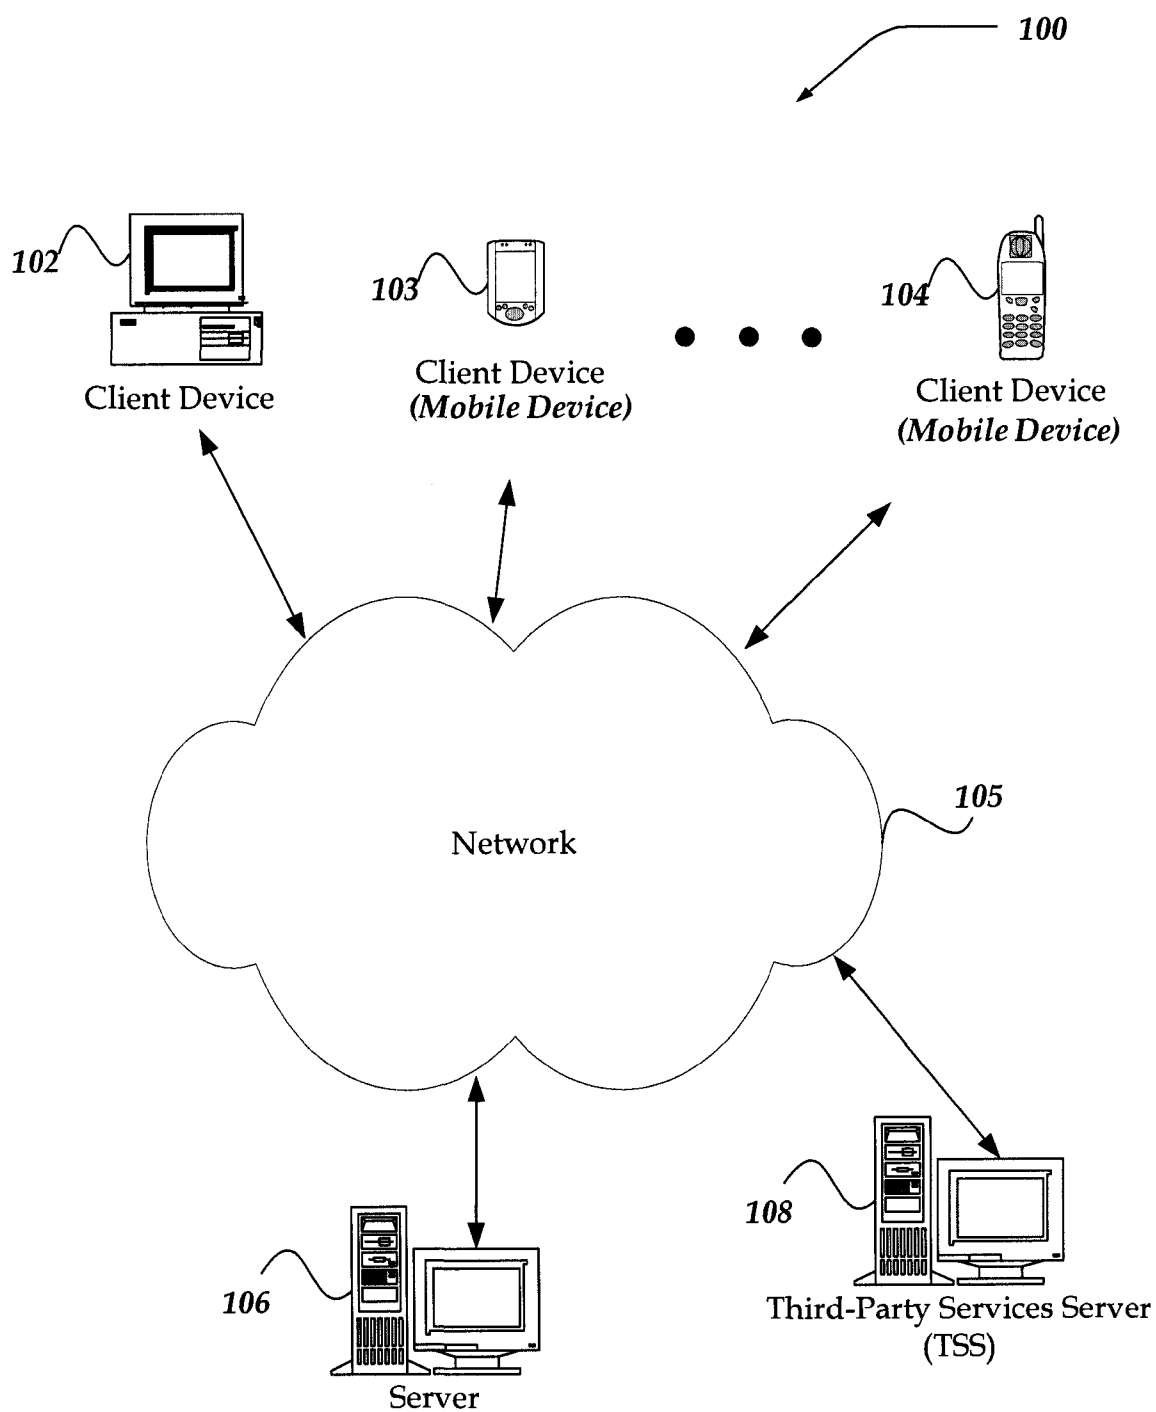 100
102
103
104
Client Device
Client Device
(Mobile Device)
Client Device
(Mobile Device)
105
Network
108
106
Third-Party Services Server
(TSS)
Server